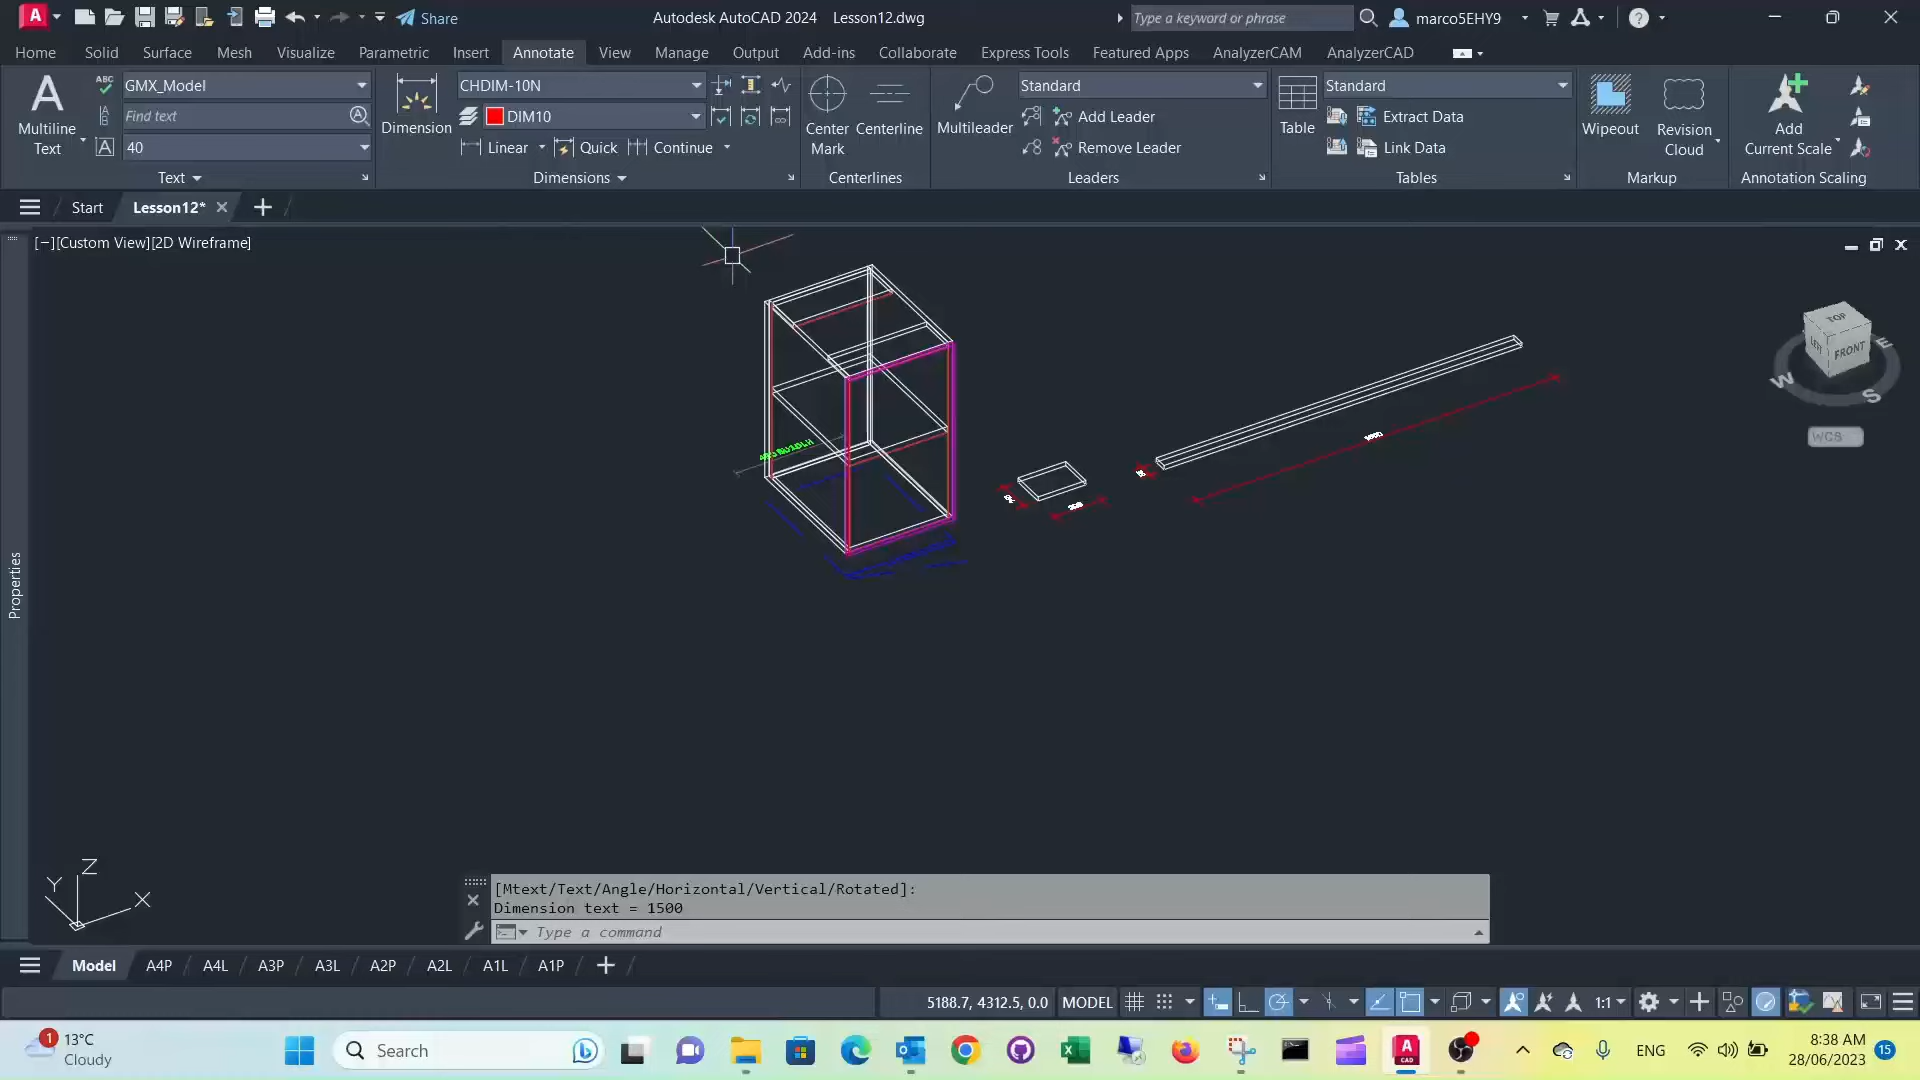 Share
Autodesk AutoCAD 2024 Lesson12.dwg
Type a keyword or phrase
marco5EHY9
Home Solid Surface Mesh Visualize Parametric Insert Annotate View Manage Output Add-ins Collaborate Express Tools Featured Apps AnalyzerCAM AnalyzerCAD
Multiline
Text
ABC
GMX_Model
Find text
40
Text
Dimension
CHDIM-10N
DIM10
Linear Quick Continue
Dimensions
Center
Mark
Centerline
Centerlines
Multileader
Standard
Add Leader
Remove Leader
Leaders
Table
Standard
Extract Data
Link Data
Tables
Wipeout
Revision
Cloud
Markup
Add
Current Scale
Annotation Scaling
Start Lesson12*
[−][Custom View][2D Wireframe]
TOP
LEFT FRONT
W S E
WCS
Properties
Z
Y
X
[Mtext/Text/Angle/Horizontal/Vertical/Rotated]:
Dimension text = 1500
Type a command
Model A4P A4L A3P A3L A2P A2L A1L A1P
5188.7, 4312.5, 0.0 MODEL 1:1
1
13°C
Cloudy
Search
ENG
8:38 AM
28/06/2023
15